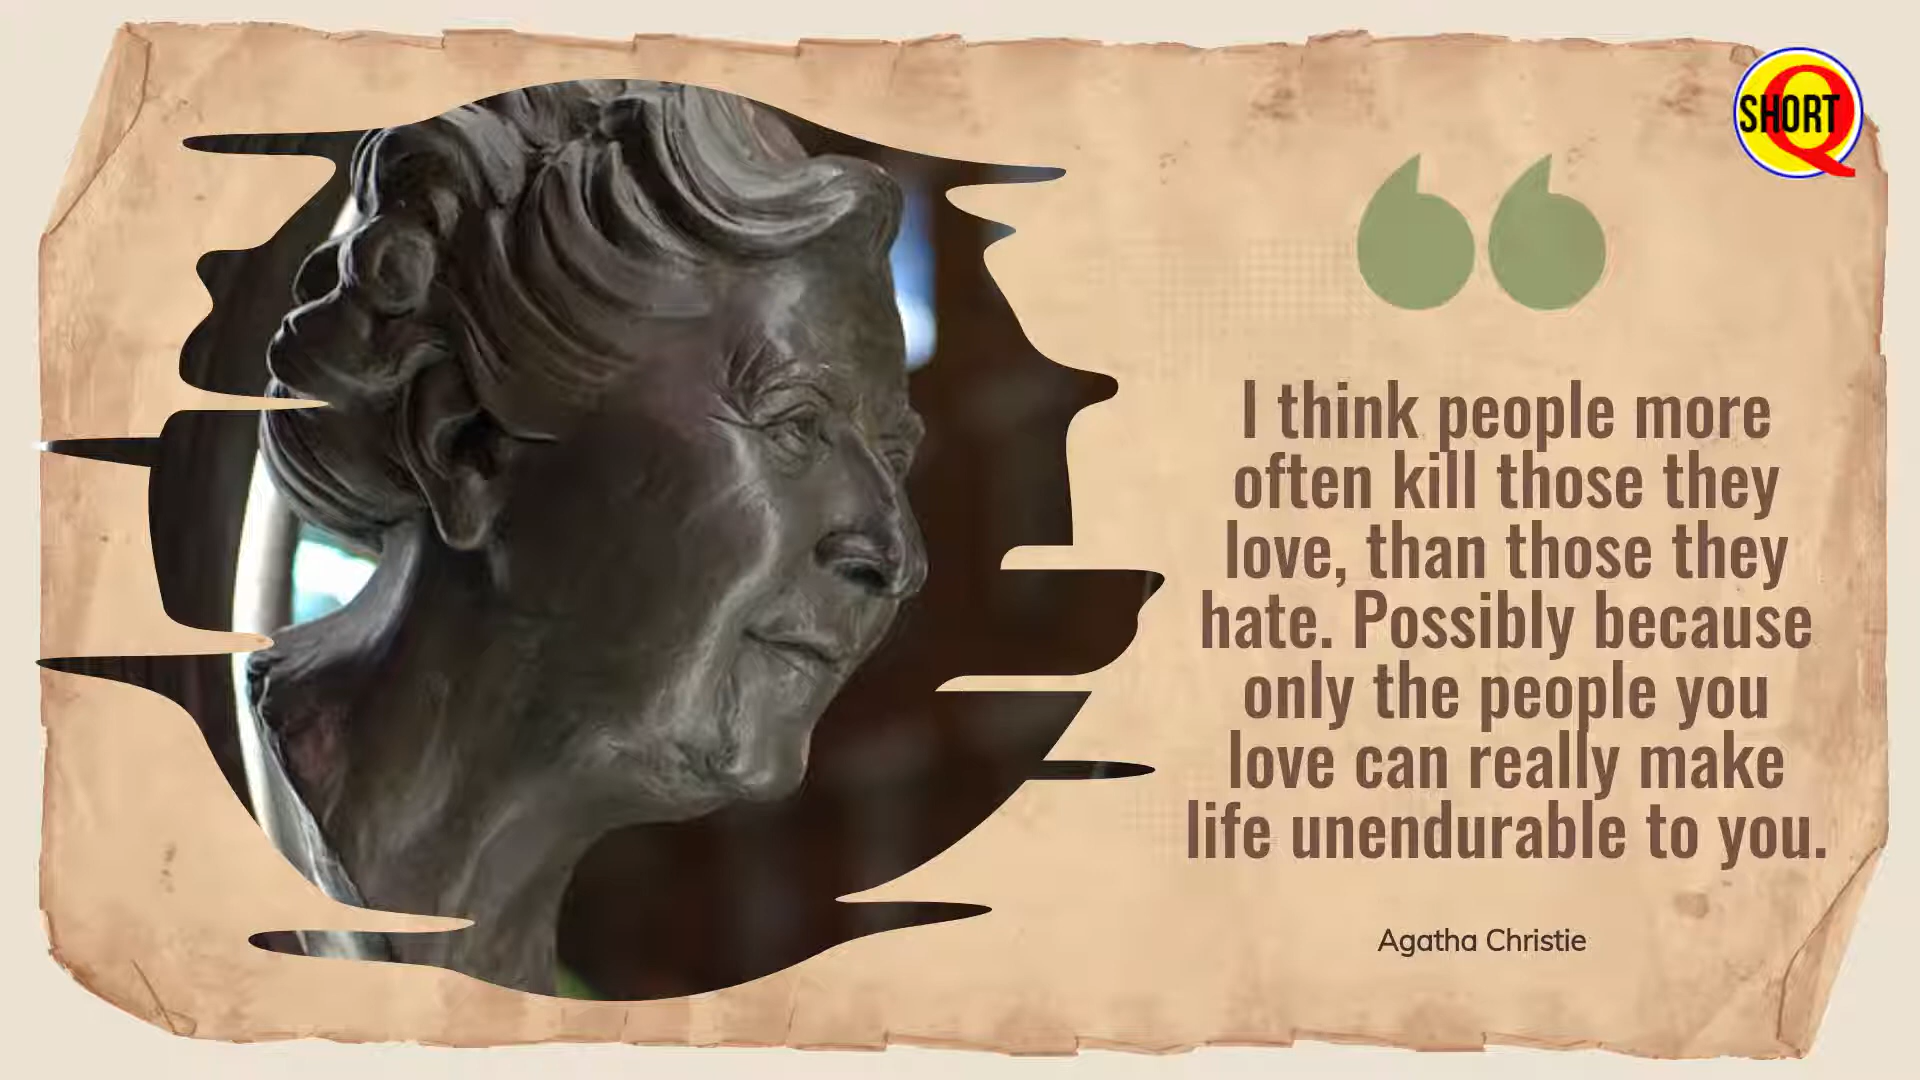 SHORT Q
I think people more
often kill those they
love, than those they
hate. Possibly because
only the people you
love can really make
life unendurable to you.
Agatha Christie